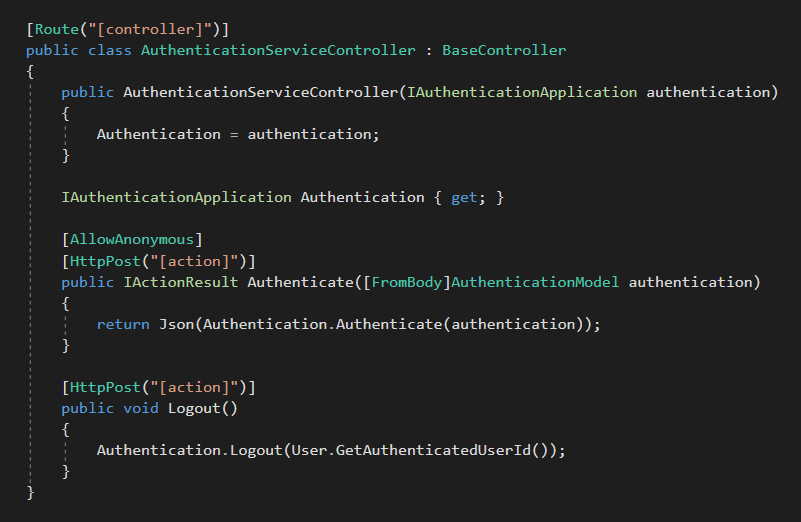 [Route("[controller]")]
public class AuthenticationServiceController : BaseController
{
    public AuthenticationServiceController(IAuthenticationApplication authentication)
    {
        Authentication = authentication;
    }

    IAuthenticationApplication Authentication { get; }

    [AllowAnonymous]
    [HttpPost("[action]")]
    public IActionResult Authenticate([FromBody]AuthenticationModel authentication)
    {
        return Json(Authentication.Authenticate(authentication));
    }

    [HttpPost("[action]")]
    public void Logout()
    {
        Authentication.Logout(User.GetAuthenticatedUserId());
    }
}